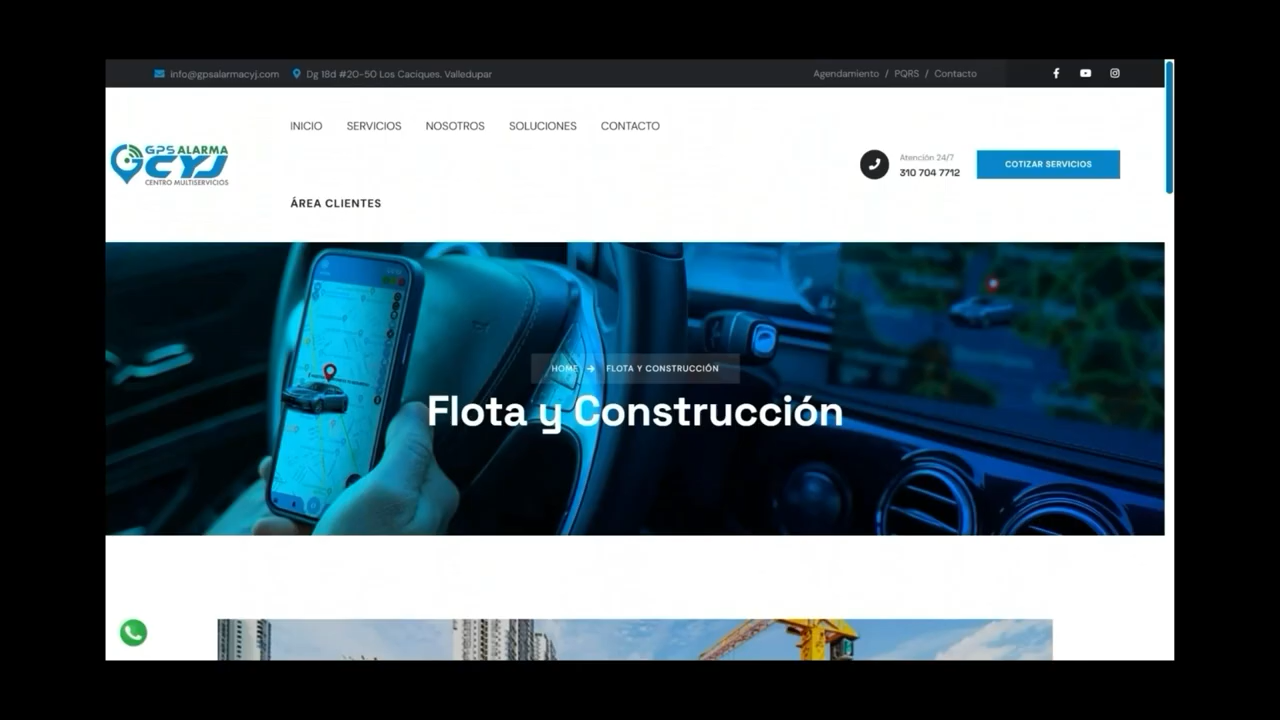 info@gpsalarmacyj.com
Dg 18d #20-50 Los Caciques. Valledupar
Agendamiento / PQRS / Contacto
INICIO
SERVICIOS
NOSOTROS
SOLUCIONES
CONTACTO
GPS ALARMA
CYJ
CENTRO MULTISERVICIOS
Atención 24/7
310 704 7712
COTIZAR SERVICIOS
ÁREA CLIENTES
HOME → FLOTA Y CONSTRUCCIÓN
Flota y Construcción